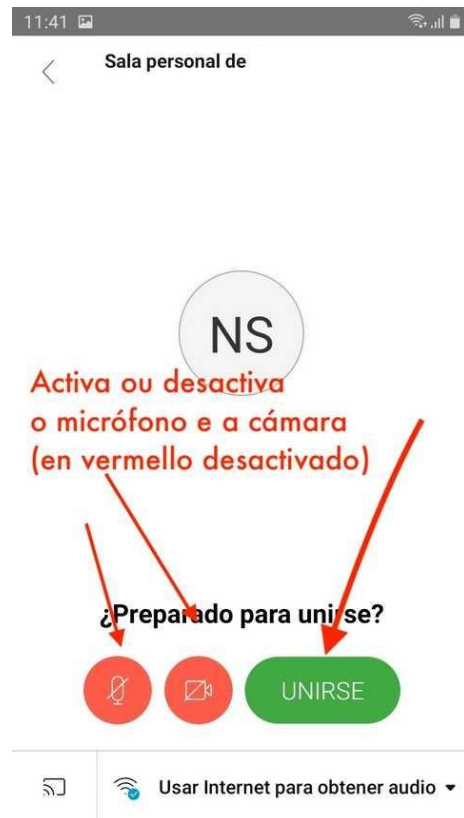 11:41
Sala personal de
NS
Activa ou desactiva
o micrófono e a cámara
(en vermello desactivado)
¿Preparado para unirse?
UNIRSE
Usar Internet para obtener audio